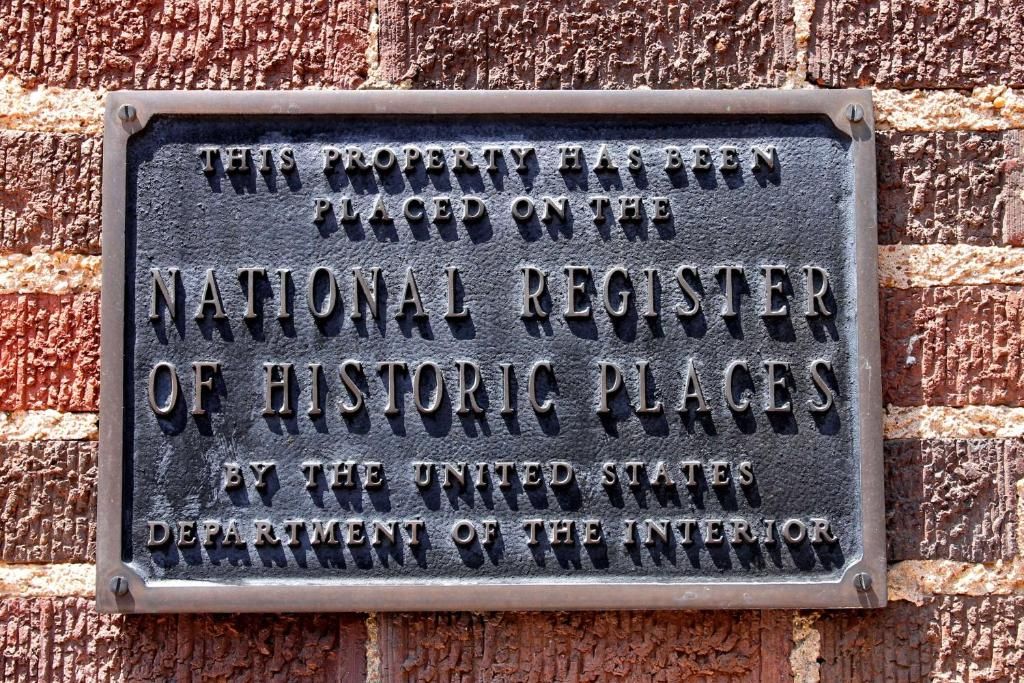 THIS PROPERTY HAS BEEN
PLACED ON THE
NATIONAL REGISTER
OF HISTORIC PLACES
BY THE UNITED STATES
DEPARTMENT OF THE INTERIOR